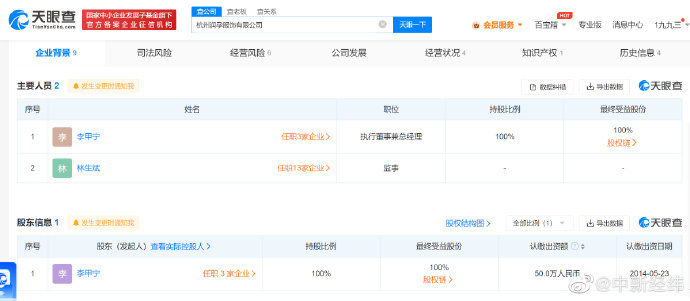 天眼查
TianYanCha.com
国家中小企业发展子基金旗下
官方备案企业征信机构
查公司 查老板 查关系
杭州润孕服饰有限公司
天眼一下
会员服务
百宝箱
HOT
专业版
消息中心
1九九三
企业背景 9
司法风险
经营风险 6
公司发展
经营状况 4
知识产权 1
历史信息 4
主要人员 2
发生变更时通知我
数据纠错
导出数据
天眼查
序号 姓名 职位 持股比例 最终受益股份
1 李 李甲宁 任职3家企业 > 执行董事兼总经理 100% 100%
股权链 >
2 林 林生斌 任职13家企业 > 监事 - -
股东信息 1
发生变更时通知我
股权结构图 >
全部比例（1）
导出数据
天眼查
序号 股东（发起人） 查看实际控股人 > 持股比例 最终受益股份 认缴出资额 认缴出资日期
1 李 李甲宁 任职 3 家企业 > 100% 100% 50.0万人民币 2014-05-23
股权链 >
@中新经纬